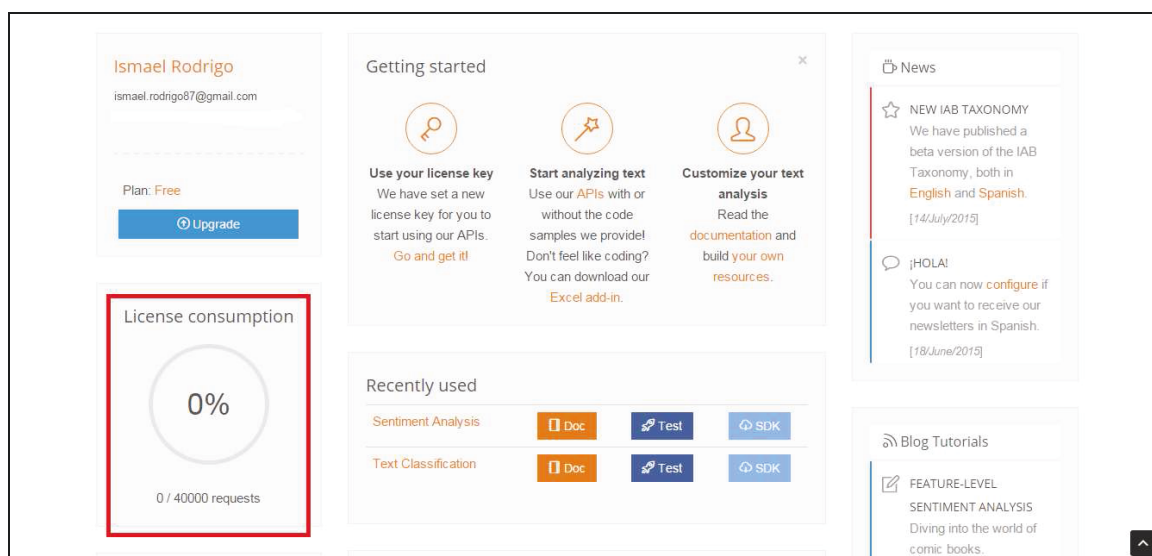 Ismael Rodrigo
ismael.rodrigo87@gmail.com
Plan: Free
Upgrade
License consumption
0%
0 / 40000 requests
Getting started
×
Use your license key
We have set a new
license key for you to
start using our APIs.
Go and get it!
Start analyzing text
Use our APIs with or
without the code
samples we provide!
Don't feel like coding?
You can download our
Excel add-in.
Customize your text
analysis
Read the
documentation and
build your own
resources.
Recently used
Sentiment Analysis
Doc
Test
SDK
Text Classification
Doc
Test
SDK
News
NEW IAB TAXONOMY
We have published a
beta version of the IAB
Taxonomy, both in
English and Spanish.
[14/July/2015]
¡HOLA!
You can now configure if
you want to receive our
newsletters in Spanish.
[18/June/2015]
Blog Tutorials
FEATURE-LEVEL
SENTIMENT ANALYSIS
Diving into the world of
comic books.